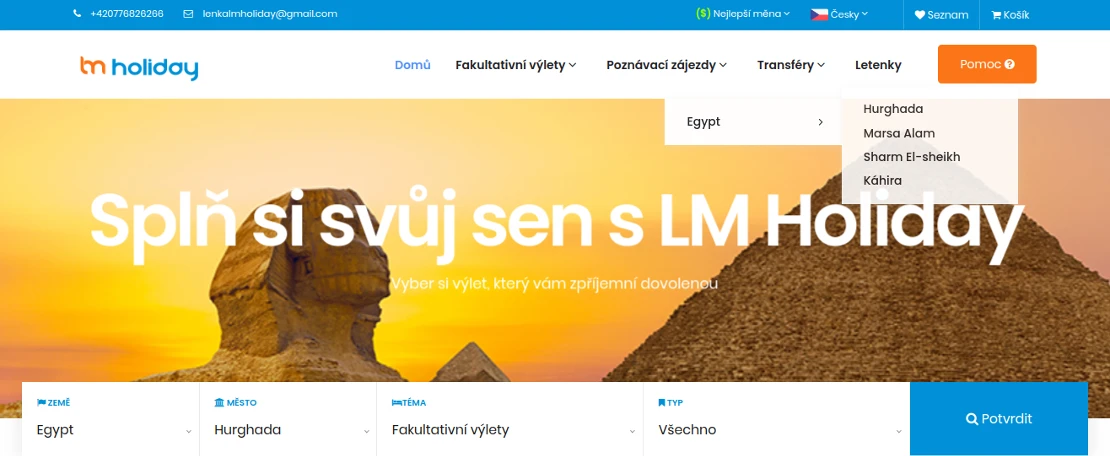 +420776826266 lenkalmholiday@gmail.com ($) Nejlepší měna Česky Seznam Košík
lm holiday Domů Fakultativní výlety Poznávací zájezdy Transféry Letenky Pomoc
Hurghada
Egypt
Marsa Alam
Sharm El-sheikh
Káhira
Splň si svůj sen s LM Holiday
Vyber si výlet, který vám zpříjemní dovolenou
ZEMĚ MĚSTO TÉMA TYP
Egypt Hurghada Fakultativní výlety Všechno Potvrdit